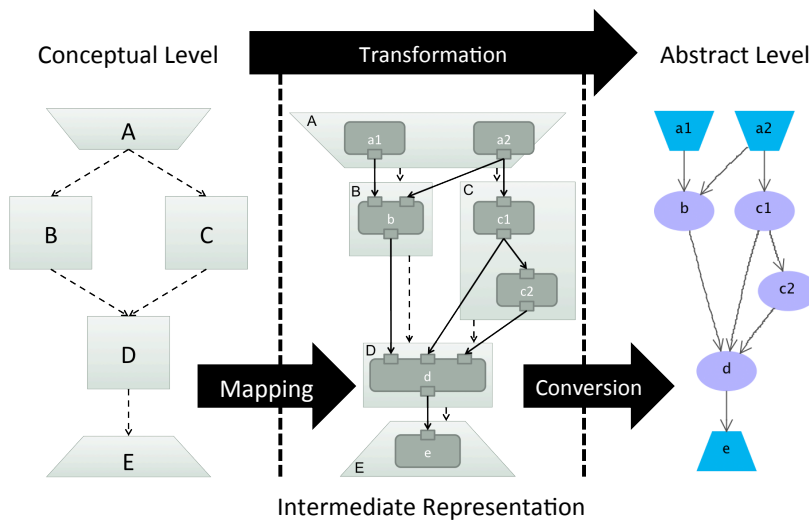 Conceptual Level
Transformation
Abstract Level
A
B
C
D
E
Mapping
A
a1
a2
B
b
C
c1
c2
D
d
E
e
Conversion
a1
a2
b
c1
c2
d
e
Intermediate Representation